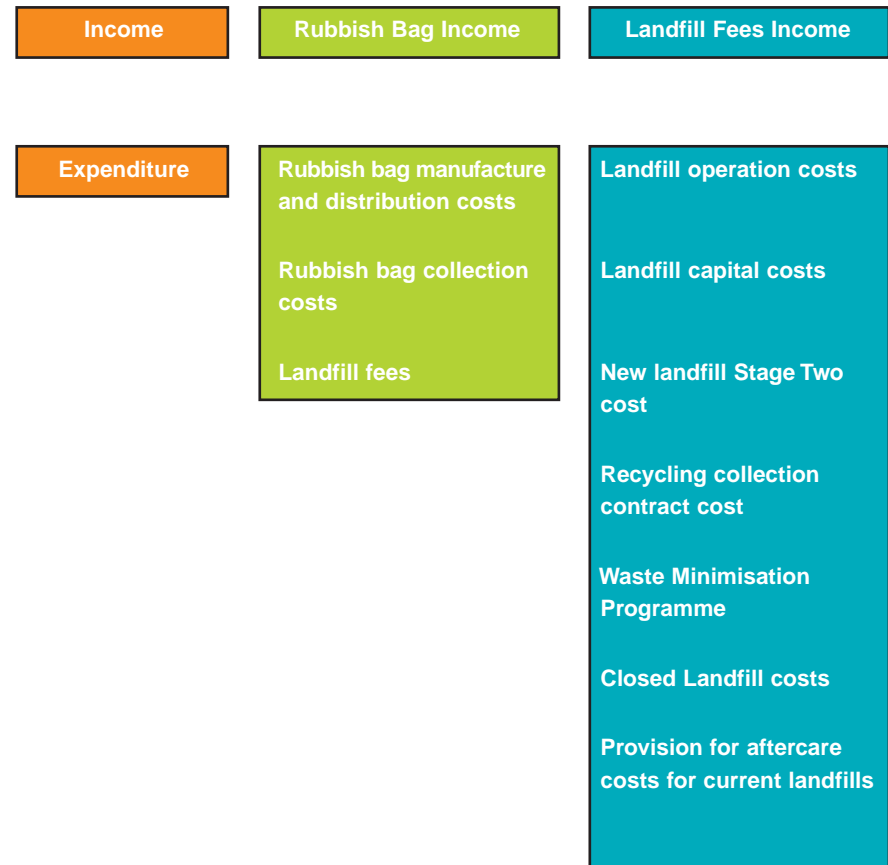 Income
Rubbish Bag Income
Landfill Fees Income
Expenditure
Rubbish bag manufacture
and distribution costs
Rubbish bag collection
costs
Landfill fees
Landfill operation costs
Landfill capital costs
New landfill Stage Two
cost
Recycling collection
contract cost
Waste Minimisation
Programme
Closed Landfill costs
Provision for aftercare
costs for current landfills